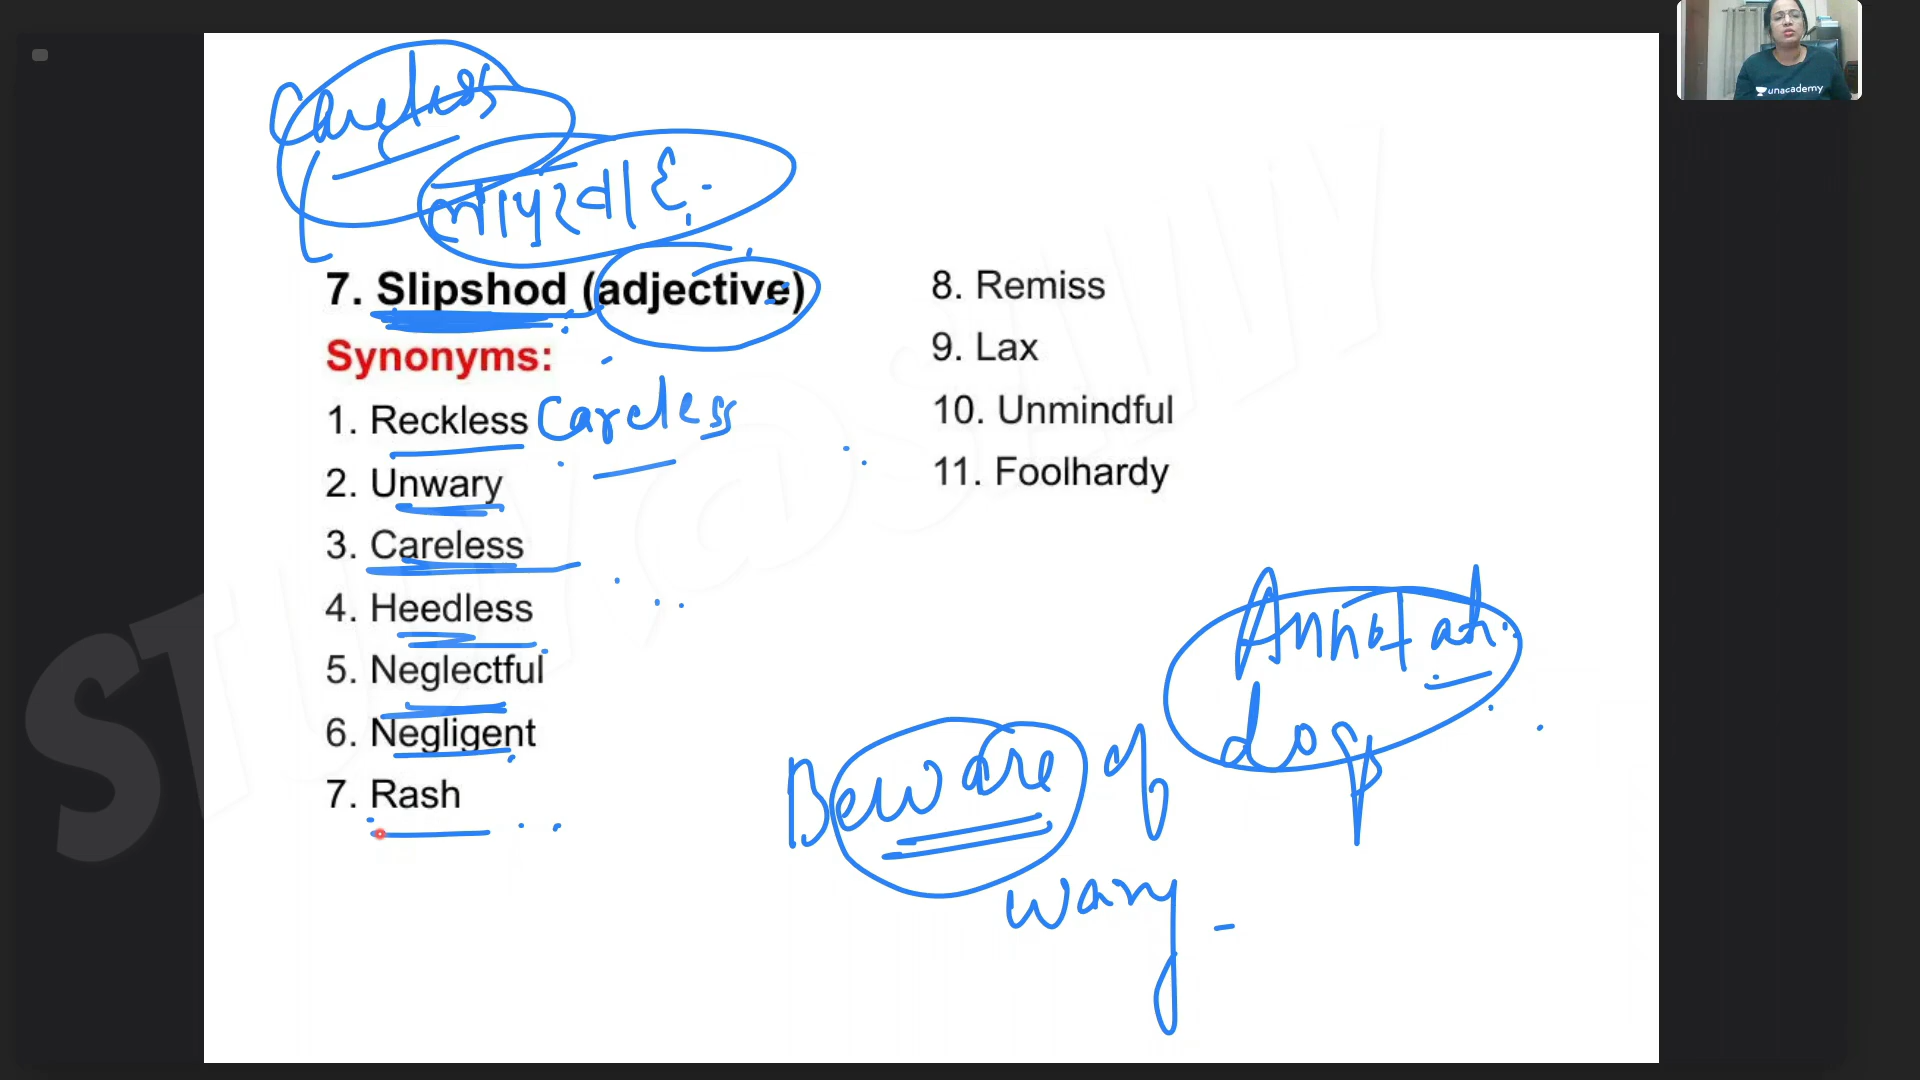 unacademy
Careless
लापरवाह
7. Slipshod (adjective)
Synonyms:
1. Reckless Careless
2. Unwary
3. Careless
4. Heedless
5. Neglectful
6. Negligent
7. Rash
8. Remiss
9. Lax
10. Unmindful
11. Foolhardy
Beware of dog
wary